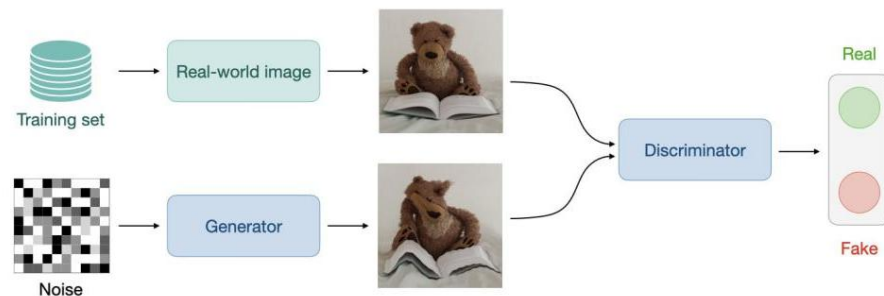 Real
Real-world image
Training set
Discriminator
Generator
Fake
Noise